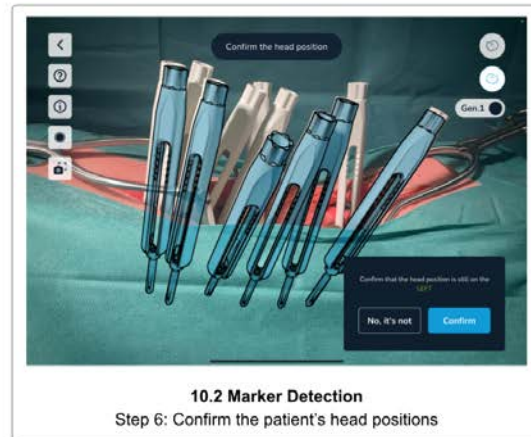 Confirm the head position
Gen.1
Confirm that the head position is still on the
LEFT
No, it's not
Confirm
10.2 Marker Detection
Step 6: Confirm the patient's head positions